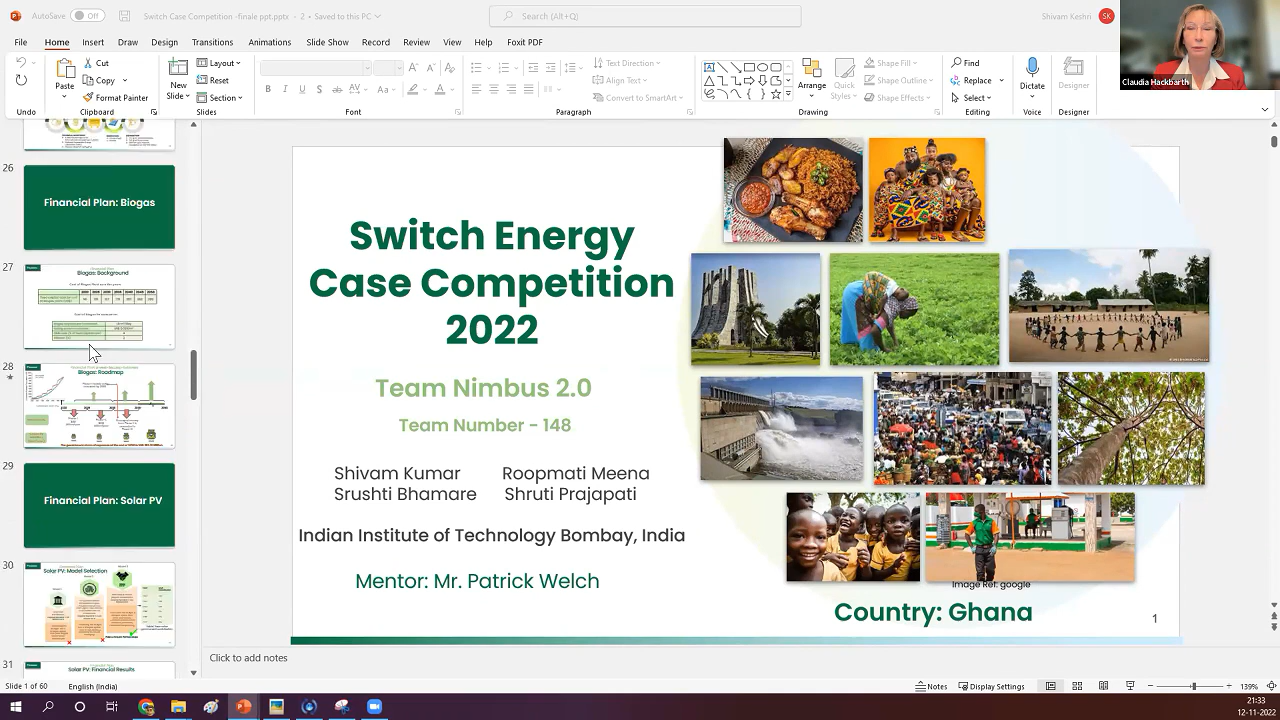 AutoSave Off Switch Case Competition -finale ppt.pptx - 2 • Saved to this PC Search (Alt+Q) Shivam Keshri SK
File Home Insert Draw Design Transitions Animations Slide Show Record Review View Help Foxit PDF
Paste Cut Copy Format Painter New Slide Layout Reset Section
B I U S ab AV Aa A A A
Text Direction Align Text Convert to SmartArt
Arrange Quick Styles Shape Fill Shape Outline Shape Effects
Find Replace Select Dictate Designer
Claudia Hackbarth
Undo Clipboard Slides Font Paragraph Drawing Editing Voice Designer
26
Financial Plan: Biogas
27
Biogas: Background
28
Biogas: Roadmap
29
Financial Plan: Solar PV
30
Solar PV: Model Selection
31
Solar PV: Financial Results
Switch Energy
Case Competition
2022
Team Nimbus 2.0
Team Number - 148
Shivam Kumar Roopmati Meena
Srushti Bhamare Shruti Prajapati
Indian Institute of Technology Bombay, India
Mentor: Mr. Patrick Welch
Image Ref: google
Country: Ghana
1
Click to add notes
Slide 1 of 60 English (India) Notes Display Settings 139%
21:33
12-11-2022